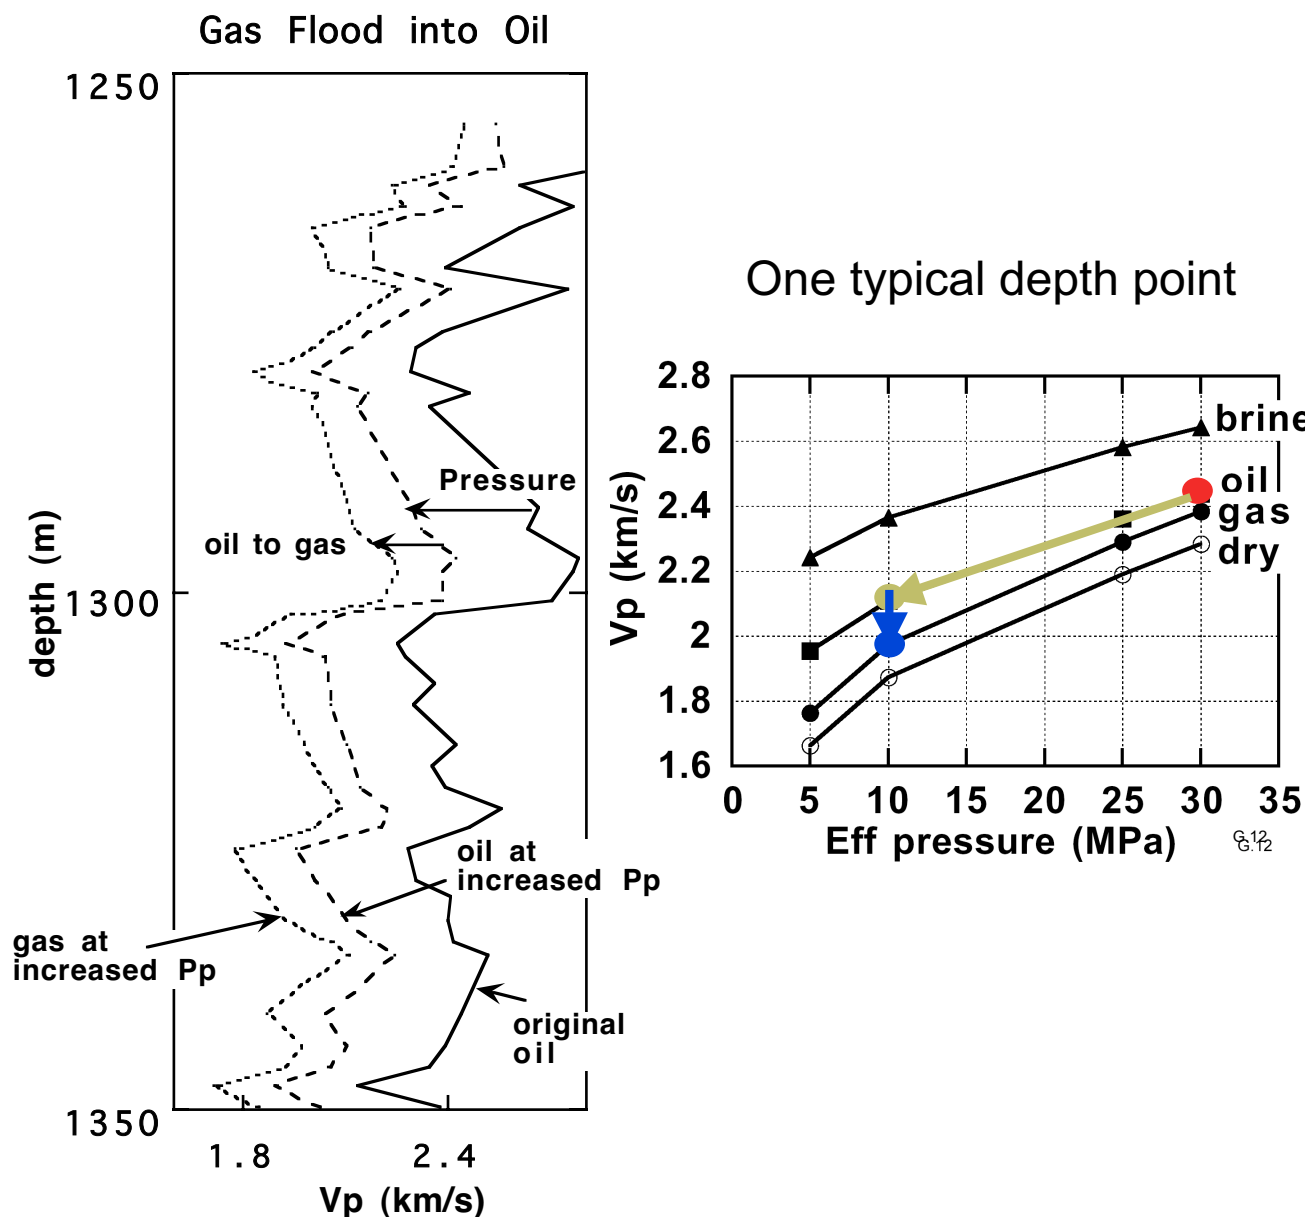 Gas Flood into Oil
1250
Pressure
oil to gas
1300
depth (m)
oil at
increased Pp
gas at
increased Pp
original
oil
1350
1.8 2.4
Vp (km/s)
One typical depth point
2.8
2.6
2.4
2.2
2
1.8
1.6
Vp (km/s)
brine
oil
gas
dry
0 5 10 15 20 25 30 35
Eff pressure (MPa)
G.12